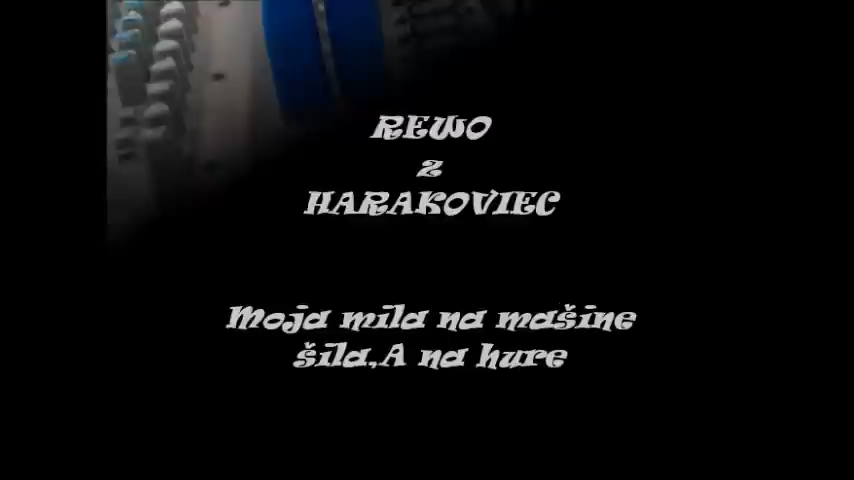 REWO
z
HARAKOVIEC
Moja mila na mašine
šila,A na hure